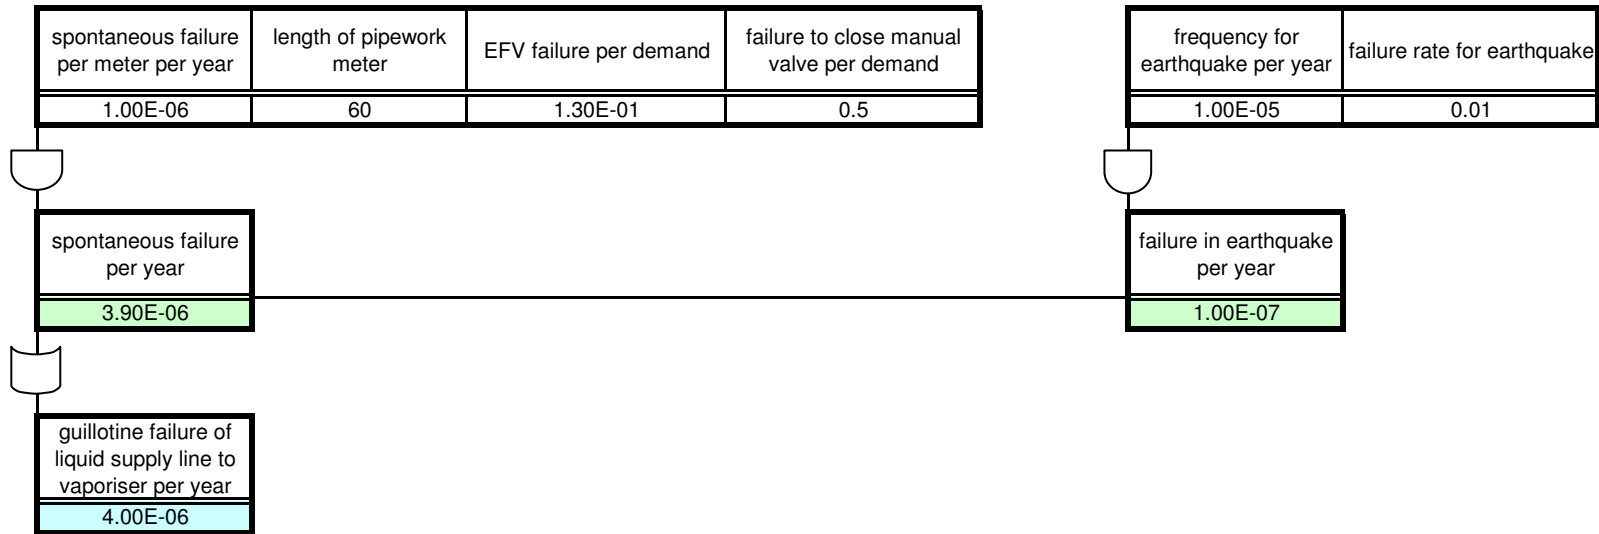 spontaneous failure
per meter per year
length of pipework
meter
EFV failure per demand
failure to close manual
valve per demand
1.00E-06
60
1.30E-01
0.5
frequency for
earthquake per year
failure rate for earthquake
1.00E-05
0.01
spontaneous failure
per year
3.90E-06
failure in earthquake
per year
1.00E-07
guillotine failure of
liquid supply line to
vaporiser per year
4.00E-06